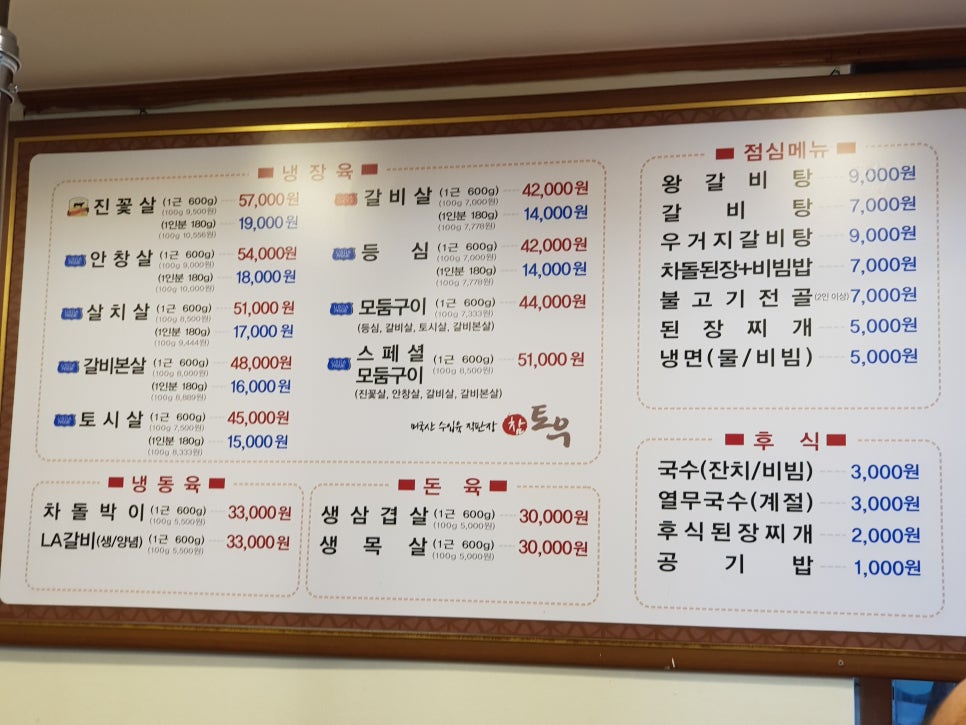 냉장육
진꽃살 (1근 600g) 57,000원
(100g 9,500원)
(1인분 180g) 19,000원
(100g 10,556원)
안창살 (1근 600g) 54,000원
(100g 9,000원)
(1인분 180g) 18,000원
(100g 10,000원)
살치살 (1근 600g) 51,000원
(100g 8,500원)
(1인분 180g) 17,000원
(100g 9,444원)
갈비본살 (1근 600g) 48,000원
(100g 8,000원)
(1인분 180g) 16,000원
(100g 8,889원)
토시살 (1근 600g) 45,000원
(100g 7,500원)
(1인분 180g) 15,000원
(100g 8,333원)
갈비살 (1근 600g) 42,000원
(100g 7,000원)
(1인분 180g) 14,000원
(100g 7,778원)
등심 (1근 600g) 42,000원
(100g 7,000원)
(1인분 180g) 14,000원
(100g 7,778원)
모둠구이 (1근 600g) 44,000원
(100g 7,333원)
(등심, 갈비살, 토시살, 갈비본살)
스페셜
모둠구이 (1근 600g) 51,000원
(100g 8,500원)
(진꽃살, 안창살, 갈비살, 갈비본살)
미국산 수입육 직판장 참 토우
냉동육
차돌박이 (1근 600g) 33,000원
(100g 5,500원)
LA갈비(생/양념) (1근 600g) 33,000원
(100g 5,500원)
돈육
생삼겹살 (1근 600g) 30,000원
(100g 5,000원)
생목살 (1근 600g) 30,000원
(100g 5,000원)
점심메뉴
왕갈비탕 9,000원
갈비탕 7,000원
우거지갈비탕 9,000원
차돌된장+비빔밥 7,000원
불고기전골(2인 이상) 7,000원
된장찌개 5,000원
냉면(물/비빔) 5,000원
후식
국수(잔치/비빔) 3,000원
열무국수(계절) 3,000원
후식된장찌개 2,000원
공기밥 1,000원